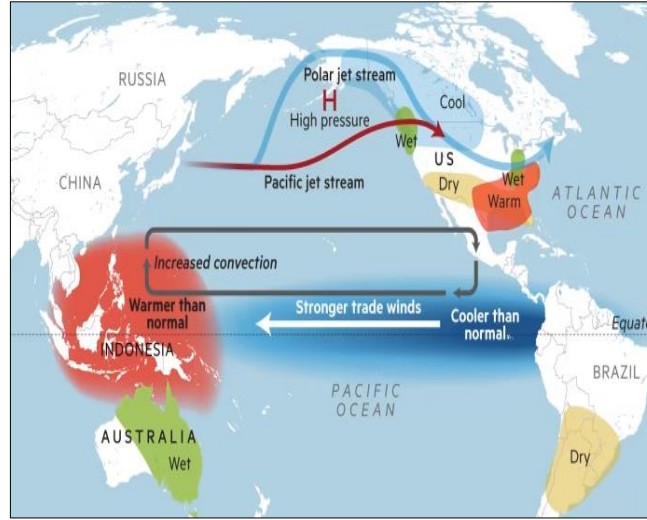 RUSSIA
Polar jet stream
H
High pressure
Cool
Wet
US
Pacific jet stream
CHINA
Dry
Wet
Warm
ATLANTIC
OCEAN
Increased convection
Warmer than
normal
Stronger trade winds
Cooler than
normal.
INDONESIA
Equato
BRAZIL
PACIFIC
OCEAN
AUSTRALIA
Wet
Dry